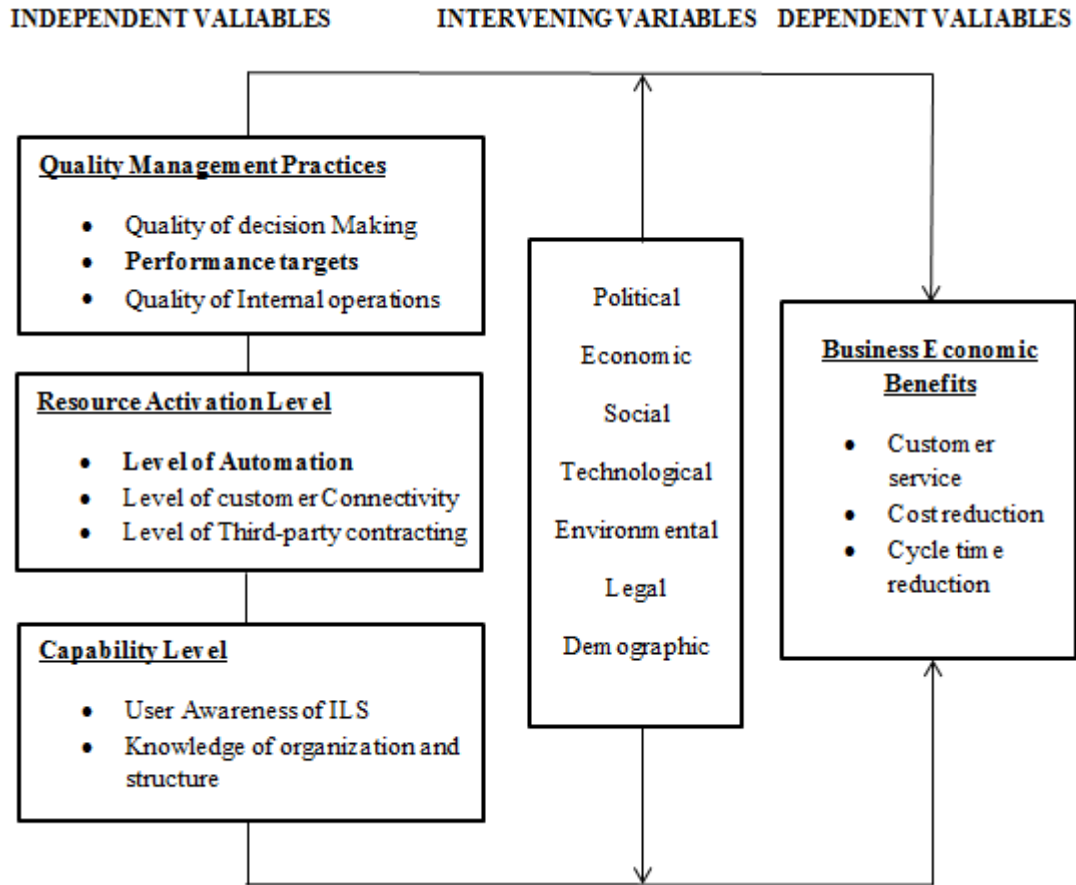 INDEPENDENT VALIABLES
INTERVENING VARIABLES
DEPENDENT VALIABLES
Quality Management Practices
• Quality of decision Making
• Performance targets
• Quality of Internal operations
Resource Activation Level
• Level of Automation
• Level of customer Connectivity
• Level of Third-party contracting
Capability Level
• User Awareness of ILS
• Knowledge of organization and
structure
Political
Economic
Social
Technological
Environmental
Legal
Demographic
Business Economic
Benefits
• Customer
service
• Cost reduction
• Cycle time
reduction